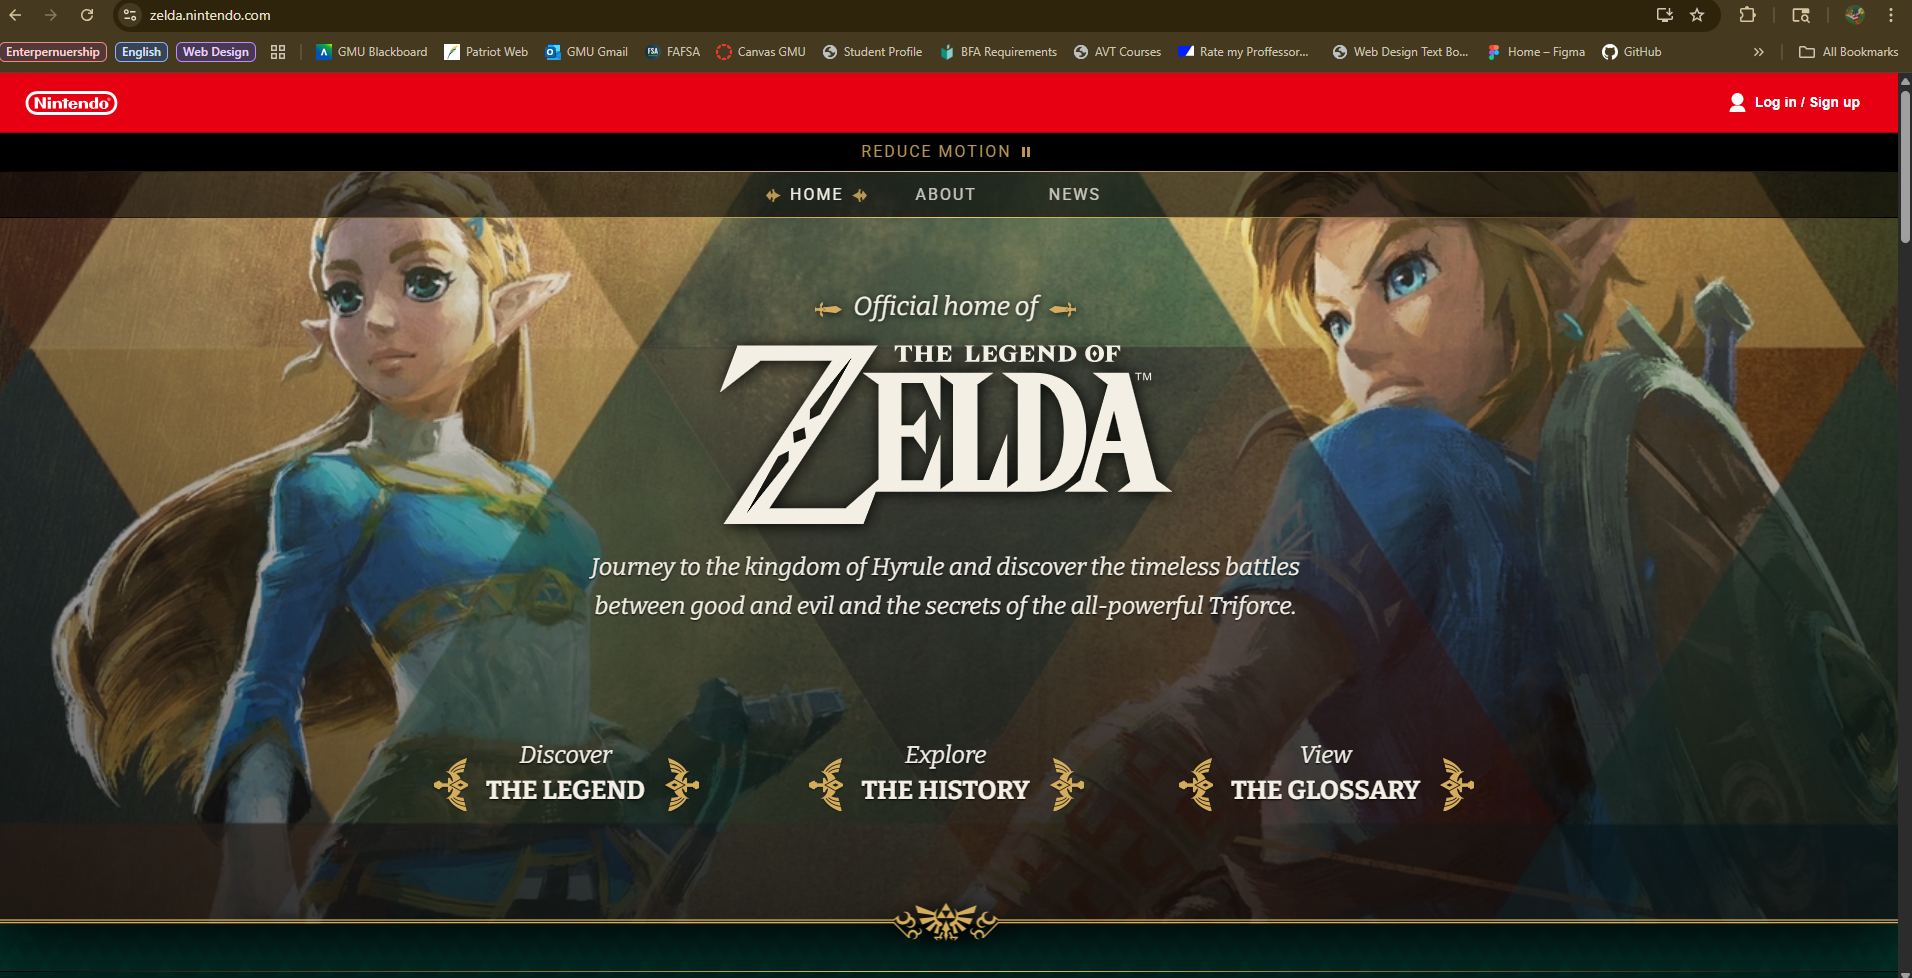 zelda.nintendo.com
Enterpernuership English Web Design GMU Blackboard Patriot Web GMU Gmail FSA FAFSA Canvas GMU Student Profile BFA Requirements AVT Courses Rate my Proffessor... Web Design Text Bo... Home – Figma GitHub » All Bookmarks
Nintendo® Log in / Sign up
REDUCE MOTION
HOME ABOUT NEWS
Official home of
THE LEGEND OF
ZELDA™
Journey to the kingdom of Hyrule and discover the timeless battles
between good and evil and the secrets of the all-powerful Triforce.
Discover
THE LEGEND
Explore
THE HISTORY
View
THE GLOSSARY